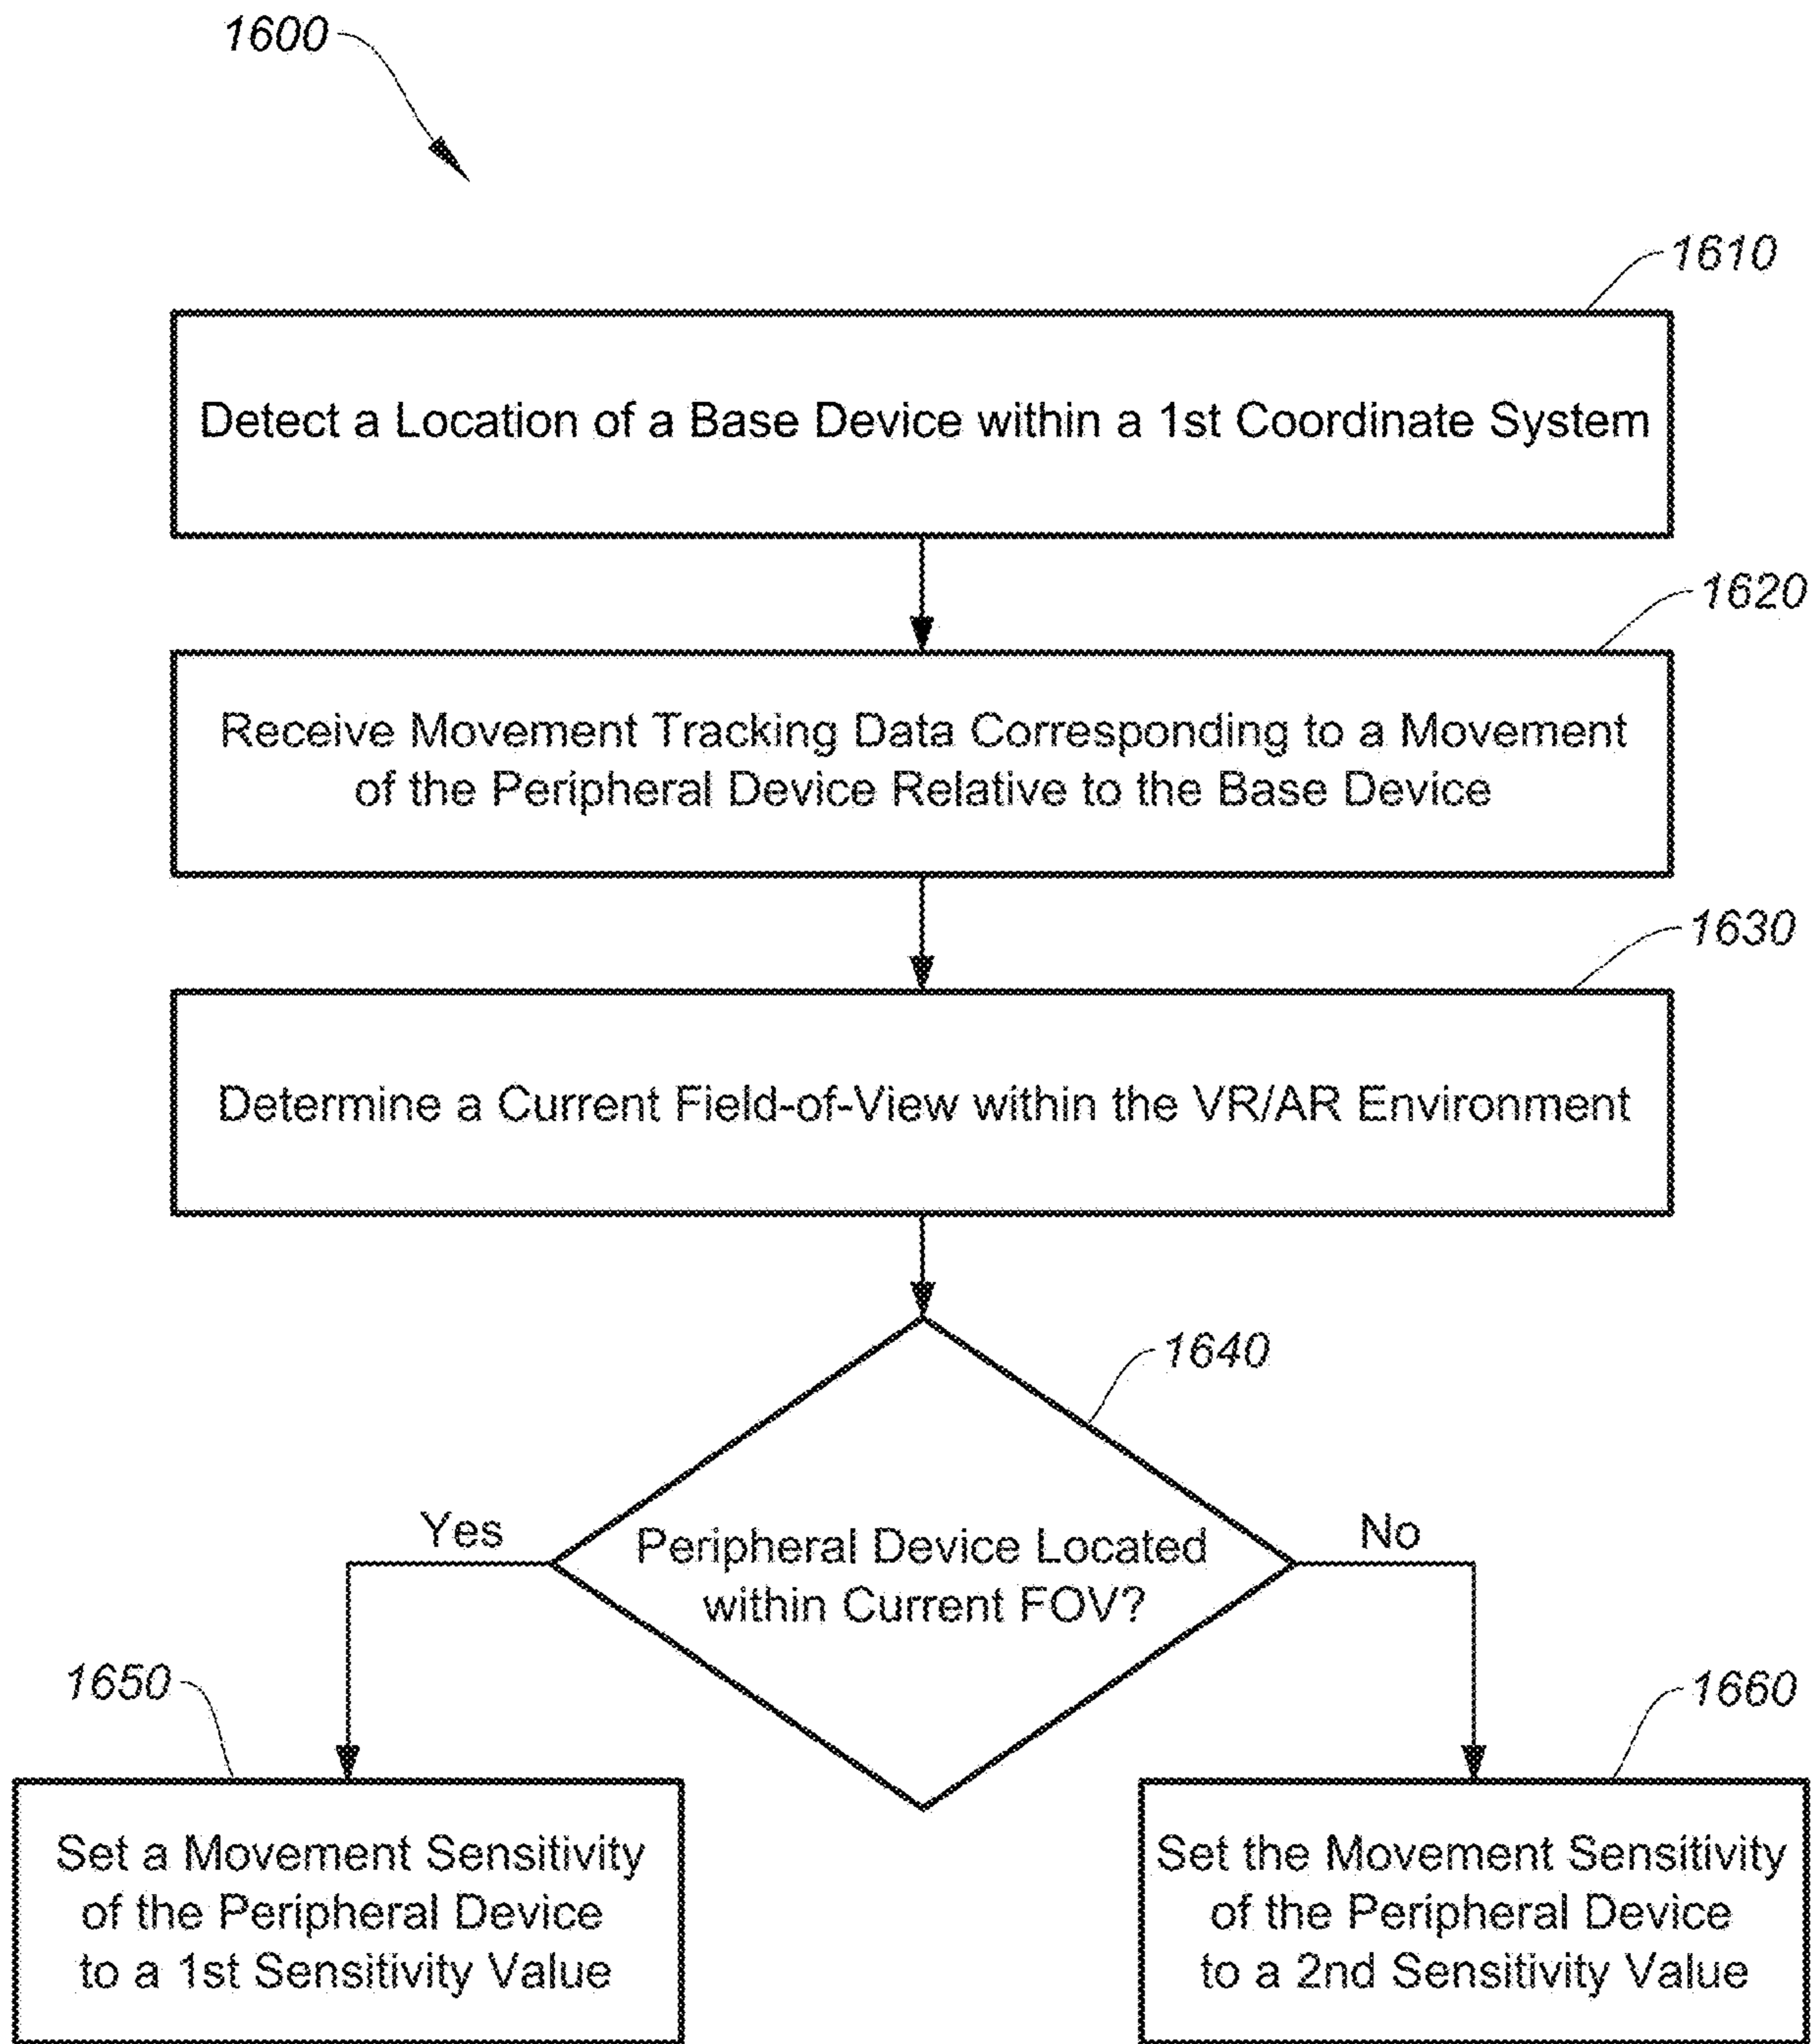 1600
1610
Detect a Location of a Base Device within a 1st Coordinate System
1620
Receive Movement Tracking Data Corresponding to a Movement
of the Peripheral Device Relative to the Base Device
1630
Determine a Current Field-of-View within the VR/AR Environment
1640
Yes
No
Peripheral Device Located
within Current FOV?
1650
1660
Set a Movement Sensitivity
of the Peripheral Device
to a 1st Sensitivity Value
Set the Movement Sensitivity
of the Peripheral Device
to a 2nd Sensitivity Value